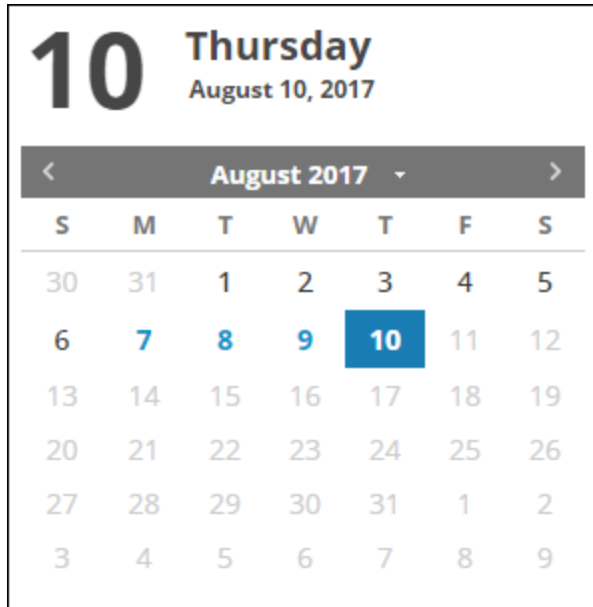 10
Thursday
August 10, 2017
< August 2017 >
S M T W T F S
30 31 1 2 3 4 5
6 7 8 9 10 11 12
13 14 15 16 17 18 19
20 21 22 23 24 25 26
27 28 29 30 31 1 2
3 4 5 6 7 8 9